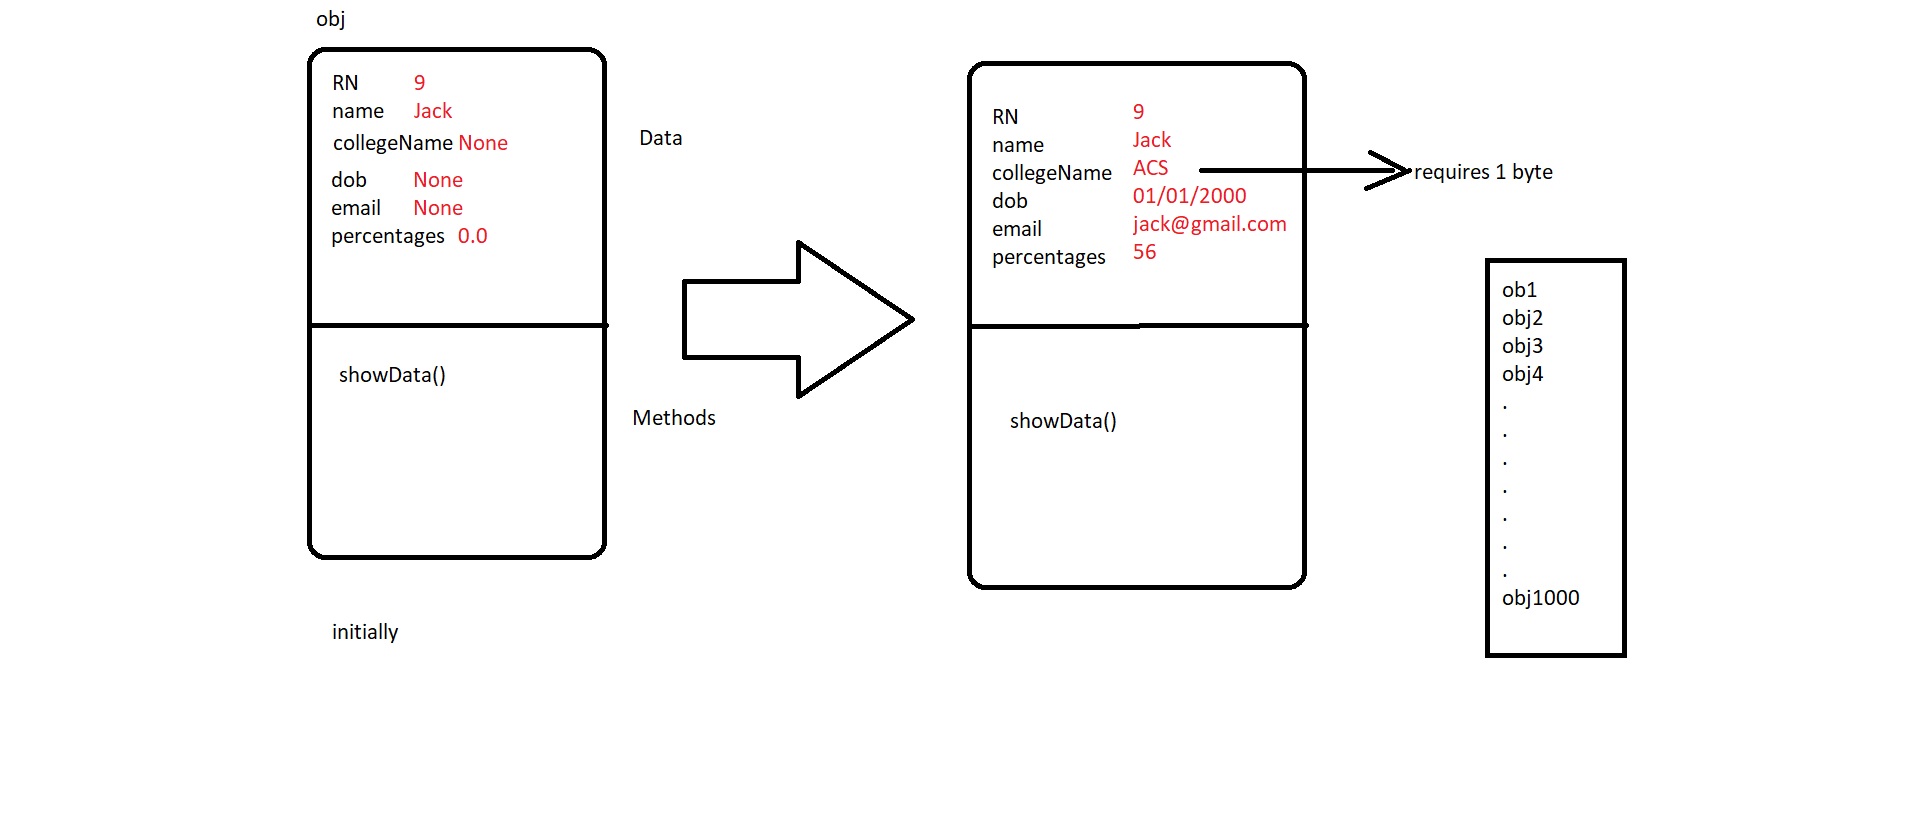 obj
RN 9
name Jack
collegeName None
dob None
email None
percentages 0.0
showData()
initially
Data
Methods
RN 9
name Jack
collegeName ACS
dob 01/01/2000
email jack@gmail.com
percentages 56
showData()
requires 1 byte
ob1
obj2
obj3
obj4
.
.
.
.
.
.
.
obj1000